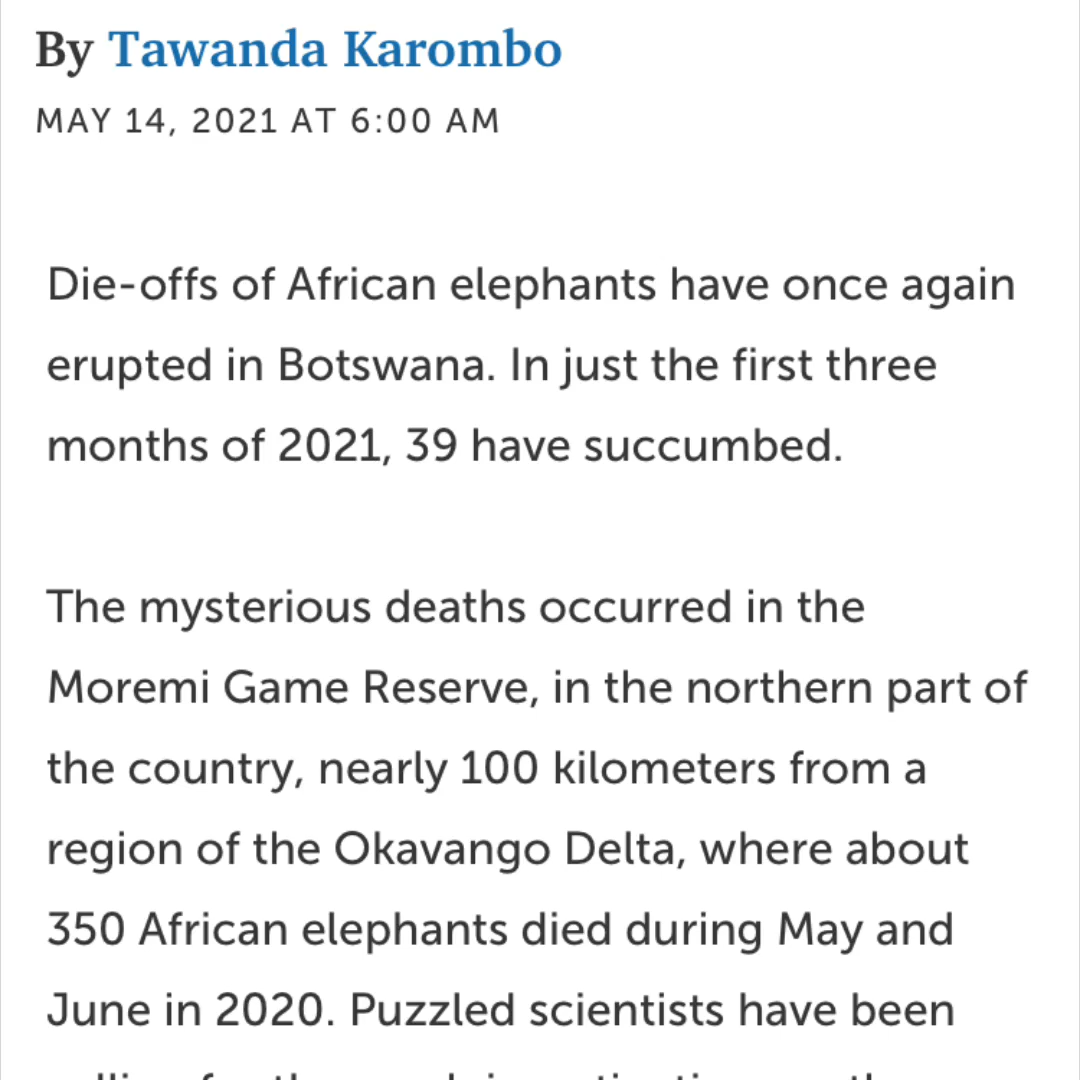 By Tawanda Karombo
MAY 14, 2021 AT 6:00 AM
Die-offs of African elephants have once again
erupted in Botswana. In just the first three
months of 2021, 39 have succumbed.
The mysterious deaths occurred in the
Moremi Game Reserve, in the northern part of
the country, nearly 100 kilometers from a
region of the Okavango Delta, where about
350 African elephants died during May and
June in 2020. Puzzled scientists have been